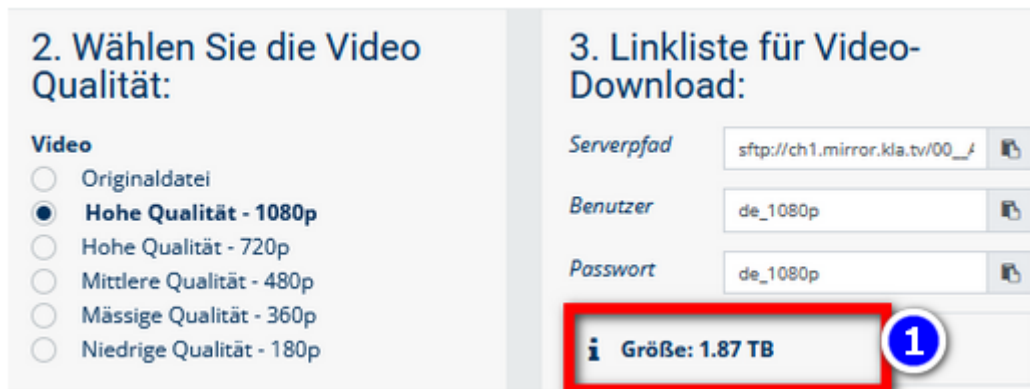 2. Wählen Sie die Video
Qualität:
Video
Originaldatei
Hohe Qualität - 1080p
Hohe Qualität - 720p
Mittlere Qualität - 480p
Mässige Qualität - 360p
Niedrige Qualität - 180p
3. Linkliste für Video-
Download:
Serverpfad
sftp://ch1.mirror.kla.tv/00__A
Benutzer
de_1080p
Passwort
de_1080p
i Größe: 1.87 TB
1